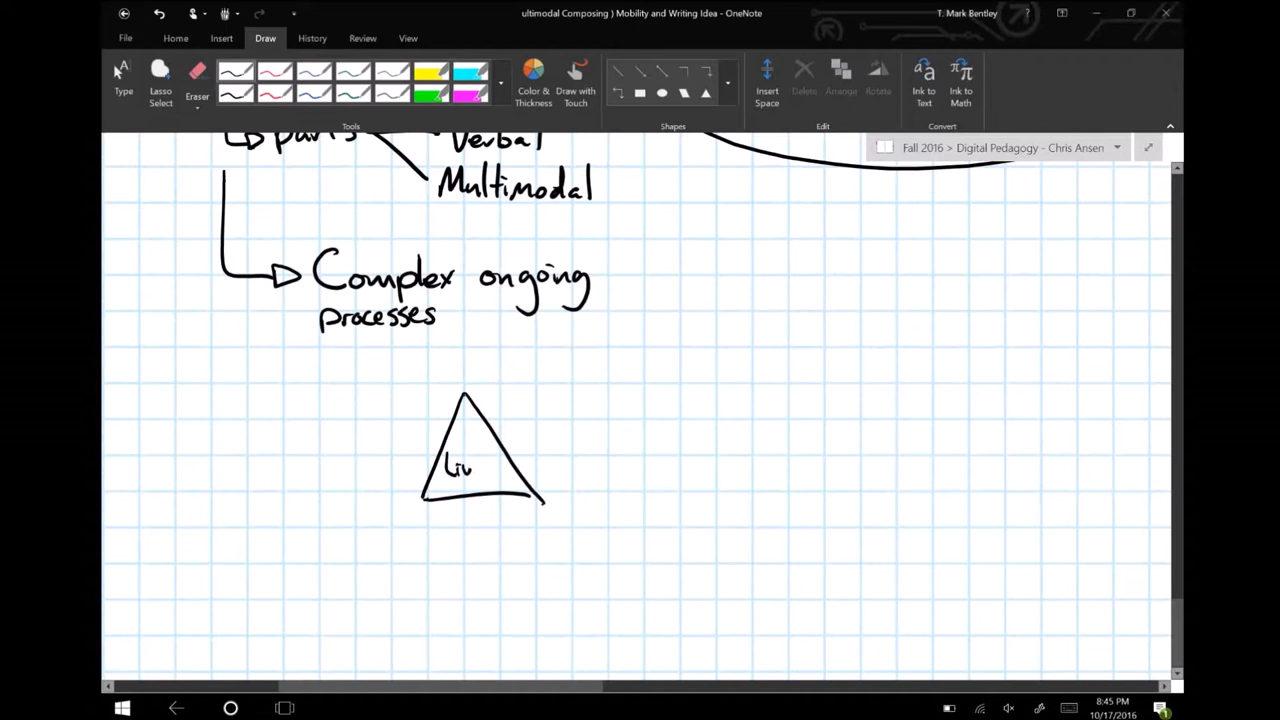 ultimodal Composing ) Mobility and Writing Idea - OneNote
T. Mark Bentley
?
File Home Insert Draw History Review View
Type
Lasso Select
Eraser
Color & Thickness
Draw with Touch
Insert Space
Delete
Arrange
Rotate
Ink to Text
Ink to Math
Tools Shapes Edit Convert
Fall 2016 > Digital Pedagogy - Chris Ansen
parts
Verbal
Multimodal
Complex ongoing
processes
Liv
8:45 PM
10/17/2016
1